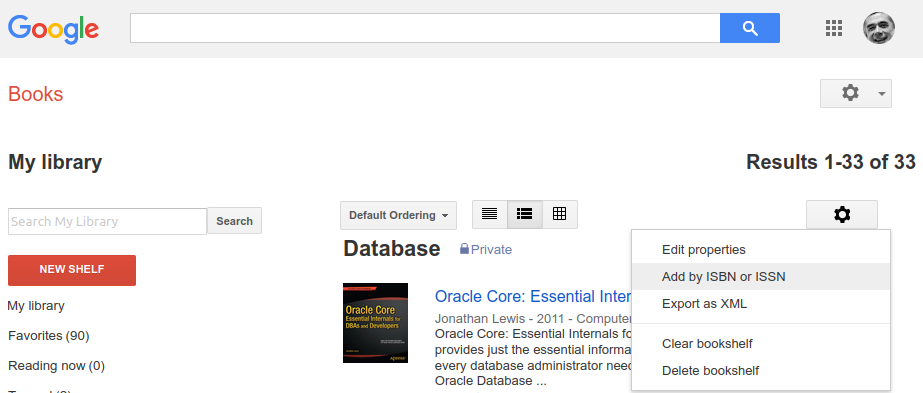 Google
Books
My library
Results 1-33 of 33
Search My Library
Search
Default Ordering
Database
Private
NEW SHELF
My library
Favorites (90)
Reading now (0)
Edit properties
Add by ISBN or ISSN
Export as XML
Clear bookshelf
Delete bookshelf
Oracle Core
Essential Internals for
DBAs and Developers
Apress
Oracle Core: Essential Inter
Jonathan Lewis - 2011 - Computer
Oracle Core: Essential Internals fo
provides just the essential informa
every database administrator need
Oracle Database ...